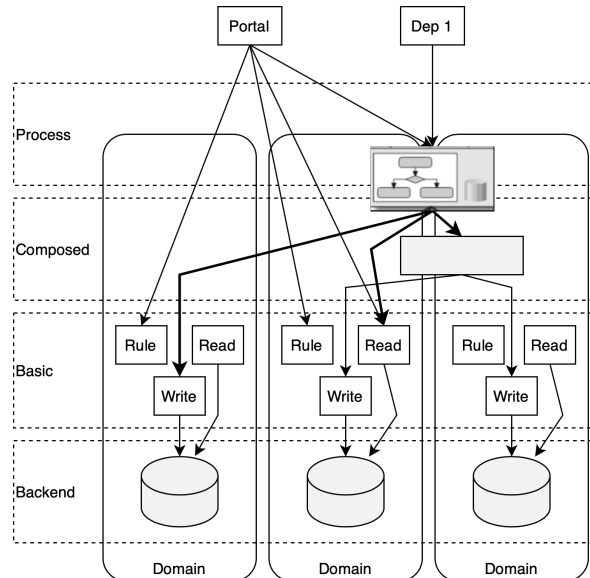 Portal
Dep 1
Process
Composed
Basic
Rule
Read
Rule
Read
Rule
Read
Write
Write
Write
Backend
Domain
Domain
Domain